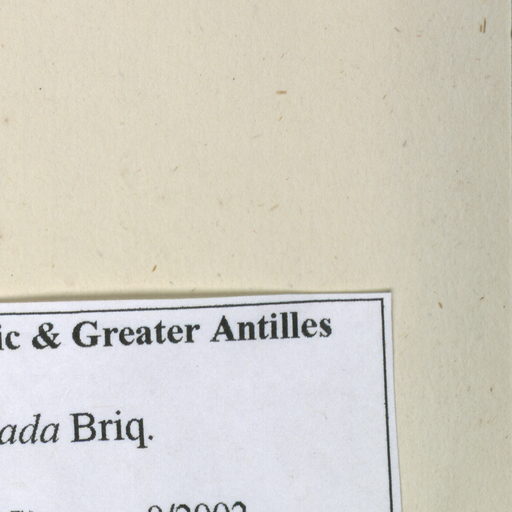 ic & Greater Antilles
ada Briq.